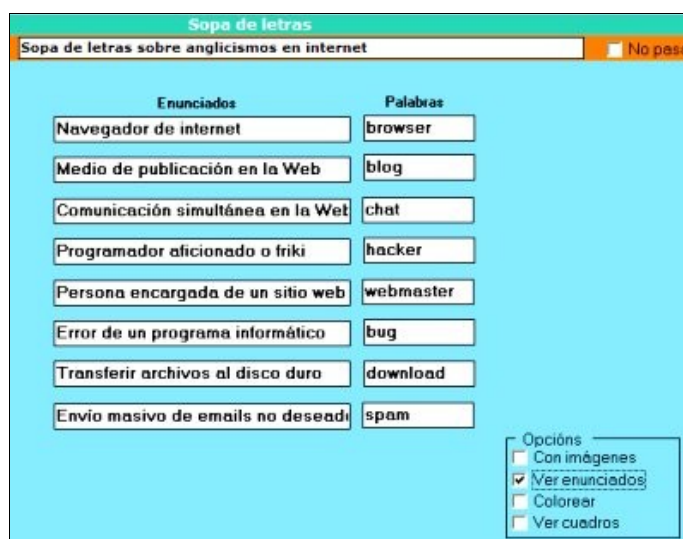 Sopa de letras
Sopa de letras sobre anglicismos en internet
No pas
Enunciados Palabras
Navegador de internet browser
Medio de publicación en la Web blog
Comunicación simultánea en la Wet chat
Programador aficionado o friki hacker
Persona encargada de un sitio web webmaster
Error de un programa informático bug
Transferir archivos al disco duro download
Envío masivo de emails no desead spam
Opcións
Con imágenes
Ver enunciados
Colorear
Ver cuadros